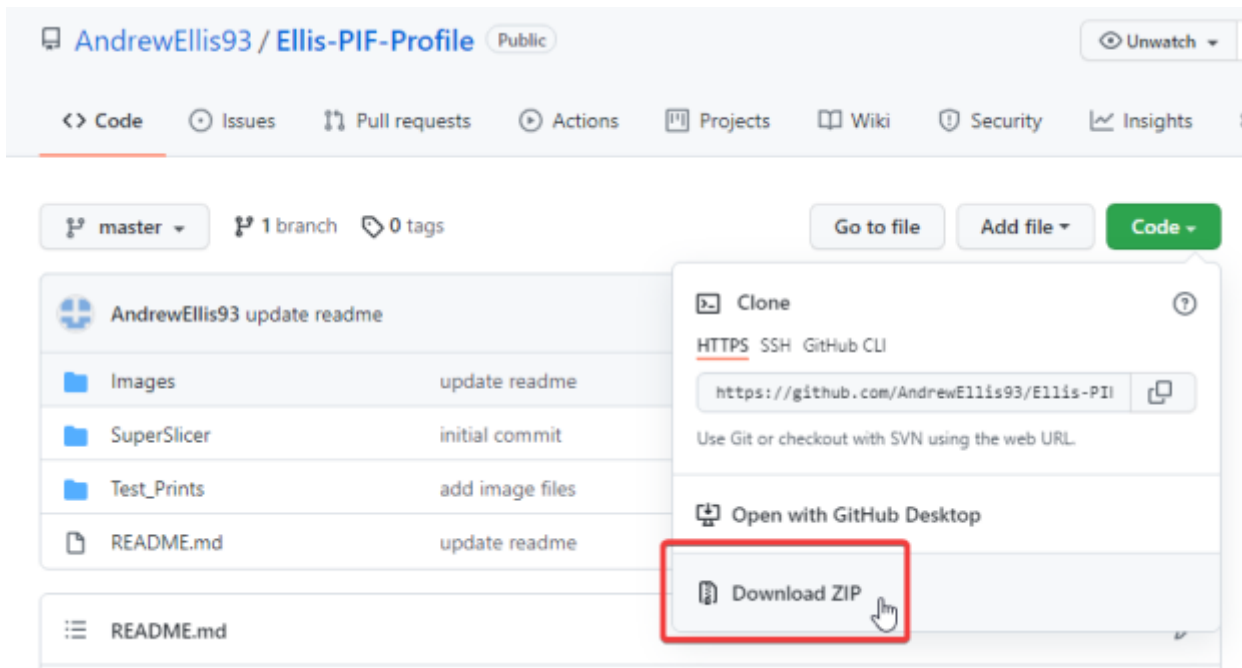 AndrewEllis93 / Ellis-PIF-Profile Public
Unwatch
Code Issues Pull requests Actions Projects Wiki Security Insights
master 1 branch 0 tags
Go to file Add file Code
AndrewEllis93 update readme
Images update readme
SuperSlicer initial commit
Test_Prints add image files
README.md update readme
README.md
Clone
HTTPS SSH GitHub CLI
https://github.com/AndrewEllis93/Ellis-PI
Use Git or checkout with SVN using the web URL.
Open with GitHub Desktop
Download ZIP